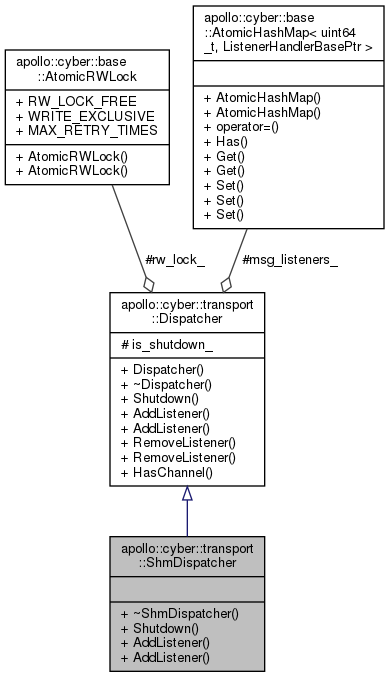 apollo::cyber::base
::AtomicRWLock
+ RW_LOCK_FREE
+ WRITE_EXCLUSIVE
+ MAX_RETRY_TIMES
+ AtomicRWLock()
+ AtomicRWLock()
apollo::cyber::base
::AtomicHashMap< uint64
_t, ListenerHandlerBasePtr >
+ AtomicHashMap()
+ AtomicHashMap()
+ operator=()
+ Has()
+ Get()
+ Get()
+ Set()
+ Set()
+ Set()
#rw_lock_
#msg_listeners_
apollo::cyber::transport
::Dispatcher
# is_shutdown_
+ Dispatcher()
+ ~Dispatcher()
+ Shutdown()
+ AddListener()
+ AddListener()
+ RemoveListener()
+ RemoveListener()
+ HasChannel()
apollo::cyber::transport
::ShmDispatcher
+ ~ShmDispatcher()
+ Shutdown()
+ AddListener()
+ AddListener()